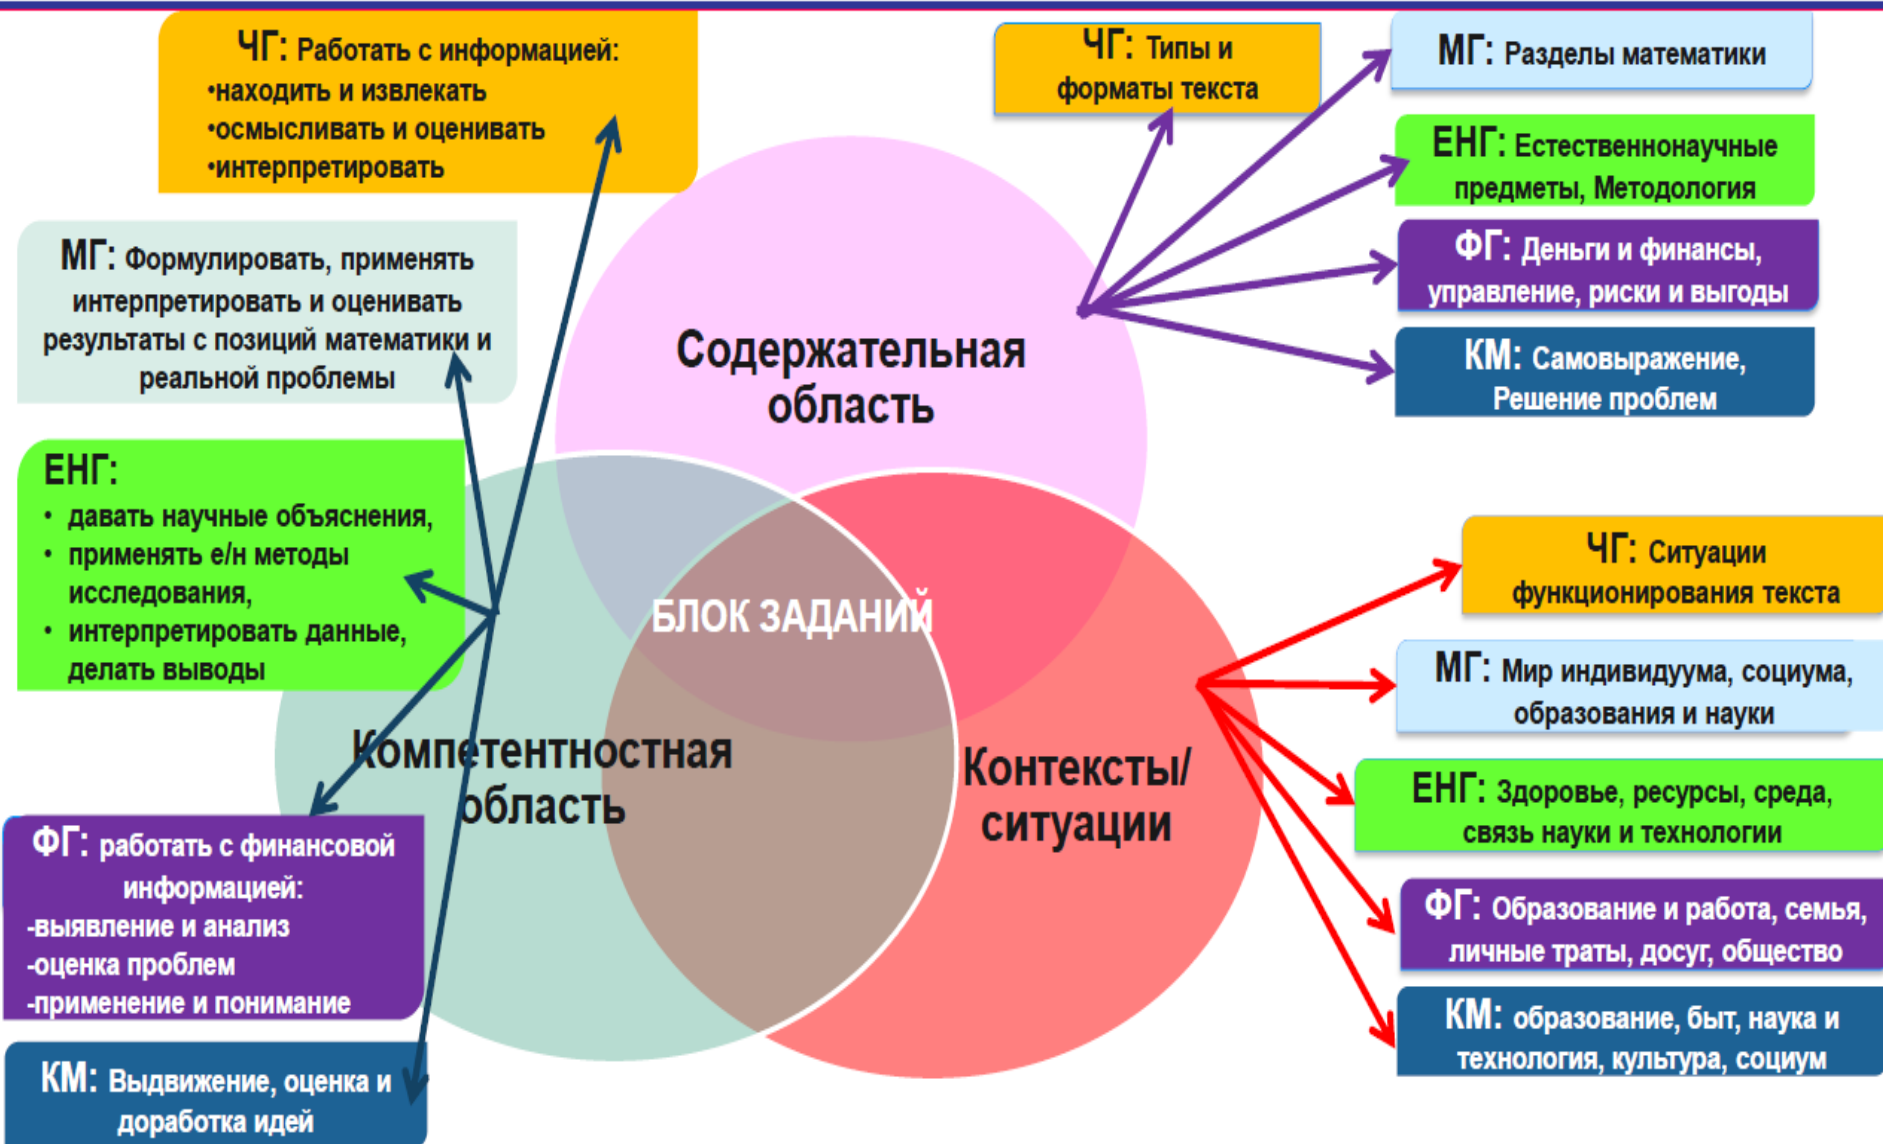 ЧГ: Работать с информацией:
•находить и извлекать
•осмысливать и оценивать
•интерпретировать
МГ: Формулировать, применять
интерпретировать и оценивать
результаты с позиций математики и
реальной проблемы
ЕНГ:
• давать научные объяснения,
• применять е/н методы
исследования,
• интерпретировать данные,
делать выводы
ФГ: работать с финансовой
информацией:
-выявление и анализ
-оценка проблем
-применение и понимание
КМ: Выдвижение, оценка и
доработка идей
Содержательная
область
БЛОК ЗАДАНИЙ
Компетентностная
область
Контексты/
ситуации
ЧГ: Типы и
форматы текста
МГ: Разделы математики
ЕНГ: Естественнонаучные
предметы, Методология
ФГ: Деньги и финансы,
управление, риски и выгоды
КМ: Самовыражение,
Решение проблем
ЧГ: Ситуации
функционирования текста
МГ: Мир индивидуума, социума,
образования и науки
ЕНГ: Здоровье, ресурсы, среда,
связь науки и технологии
ФГ: Образование и работа, семья,
личные траты, досуг, общество
КМ: образование, быт, наука и
технология, культура, социум